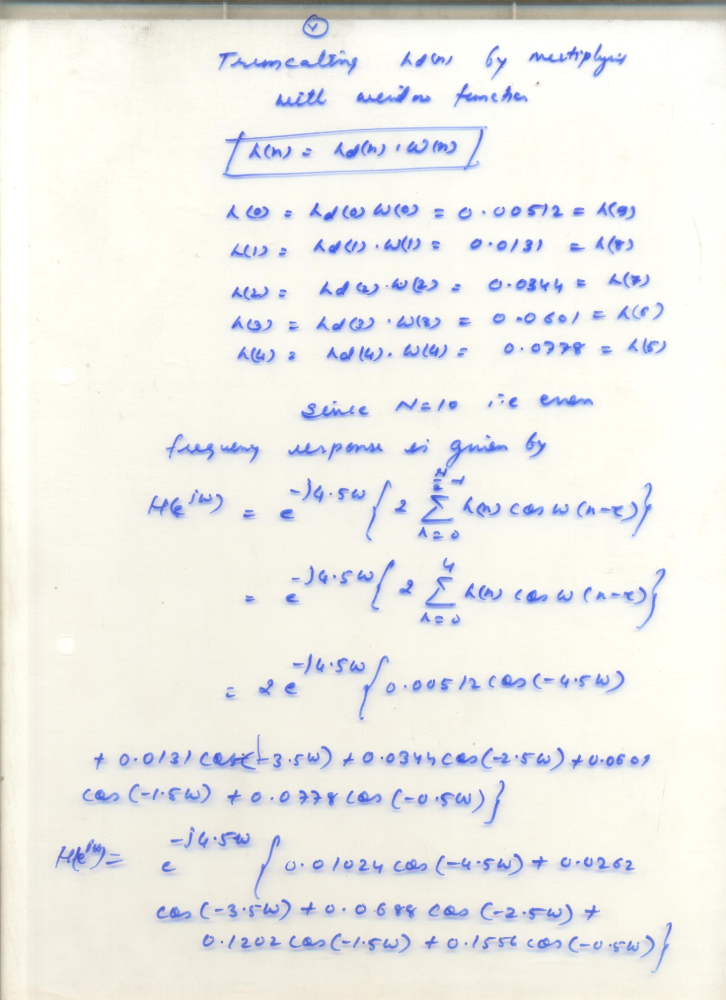 4
Truncating hd(n) by multiplying
with window function
h(n) = hd(n) . W(n)
h(0) = hd(0) W(0) = 0.00512 = h(9)
h(1) = hd(1) . W(1) = 0.0131 = h(8)
h(2) = hd(2) . W(2) = 0.0344 = h(7)
h(3) = hd(3) . W(3) = 0.0601 = h(6)
h(4) = hd(4) . W(4) = 0.0778 = h(5)
Since N=10 i.e even
frequency response is given by
H(e^{jω}) = e^{-j4.5ω} { 2 Σ_{n=0}^{N/2 -1} h(n) cos ω (n-τ) }
= e^{-j4.5ω} { 2 Σ_{n=0}^{4} h(n) cos ω (n-τ) }
= 2 e^{-j4.5ω} { 0.00512 cos (-4.5ω)
+ 0.0131 cos(-3.5ω) + 0.0344 cos(-2.5ω) + 0.0601
cos (-1.5ω) + 0.0778 cos (-0.5ω) }
H(e^{jω}) = e^{-j4.5ω} { 0.01024 cos (-4.5ω) + 0.0262
cos (-3.5ω) + 0.0688 cos (-2.5ω) +
0.1202 cos (-1.5ω) + 0.1556 cos (-0.5ω) }